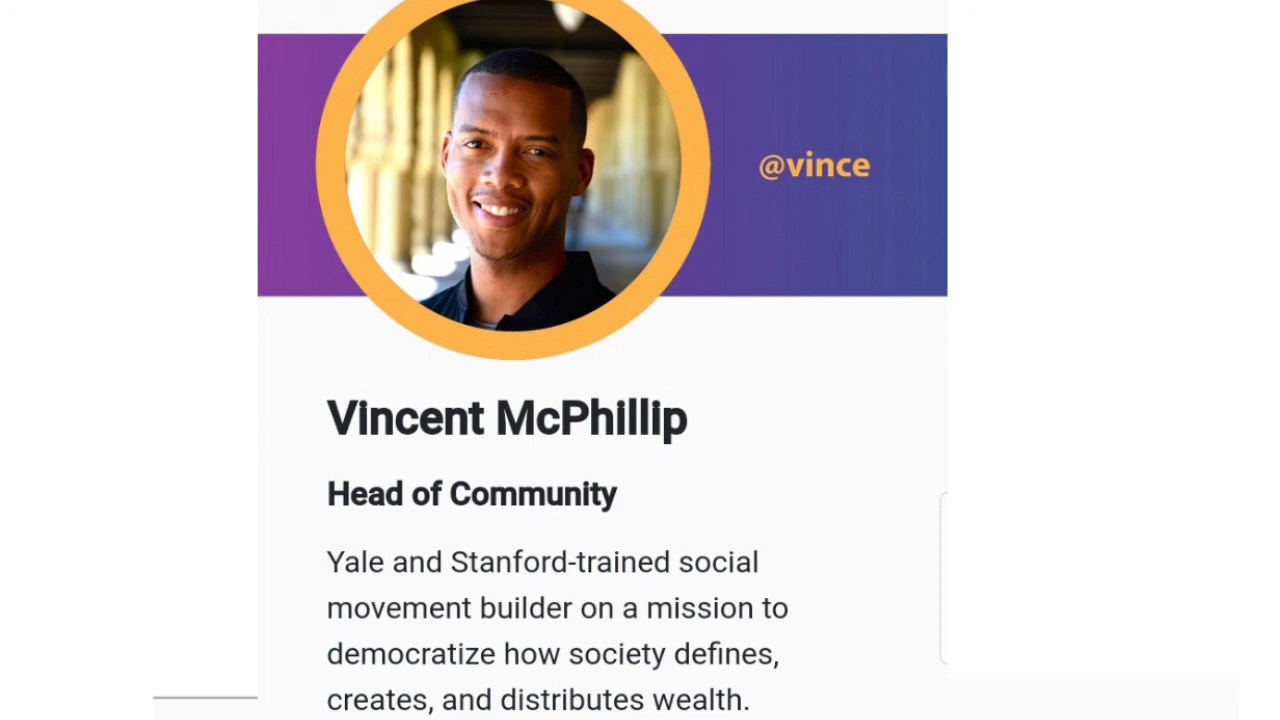 @vince
Vincent McPhillip
Head of Community
Yale and Stanford-trained social
movement builder on a mission to
democratize how society defines,
creates, and distributes wealth.